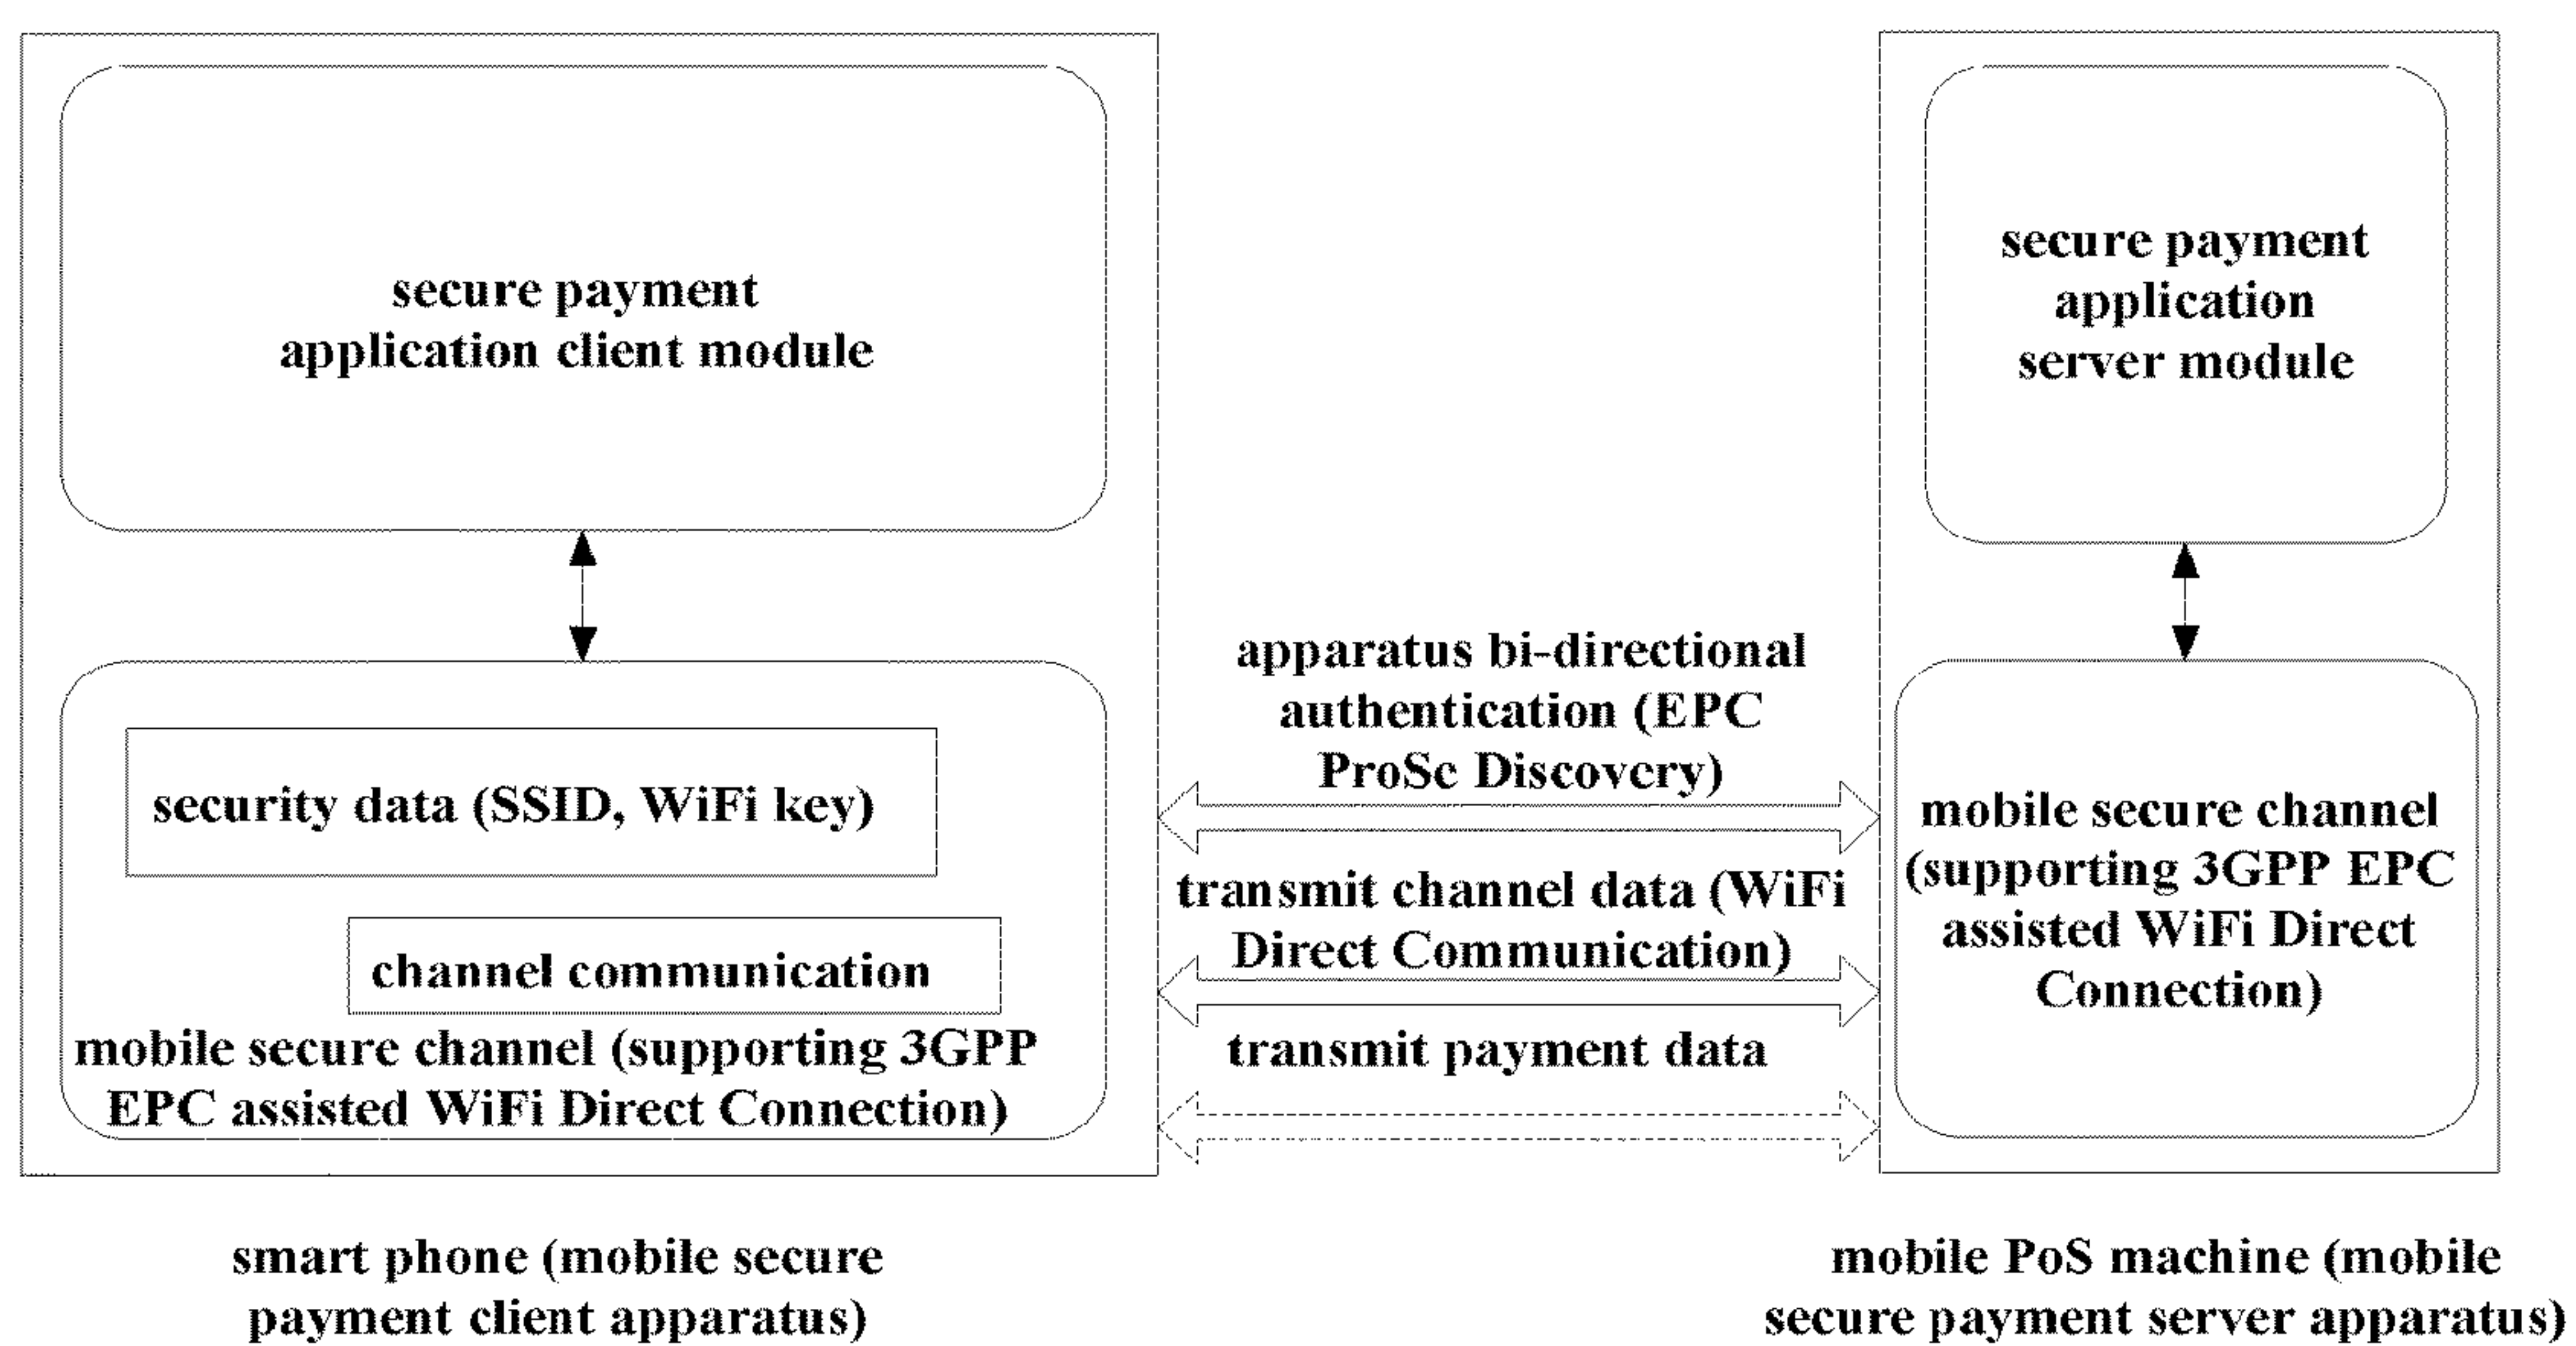 secure payment
application client module
security data (SSID, WiFi key)
channel communication
mobile secure channel (supporting 3GPP
EPC assisted WiFi Direct Connection)
smart phone (mobile secure
payment client apparatus)
apparatus bi-directional
authentication (EPC
ProSe Discovery)
transmit channel data (WiFi
Direct Communication)
transmit payment data
secure payment
application
server module
mobile secure channel
(supporting 3GPP EPC
assisted WiFi Direct
Connection)
mobile PoS machine (mobile
secure payment server apparatus)